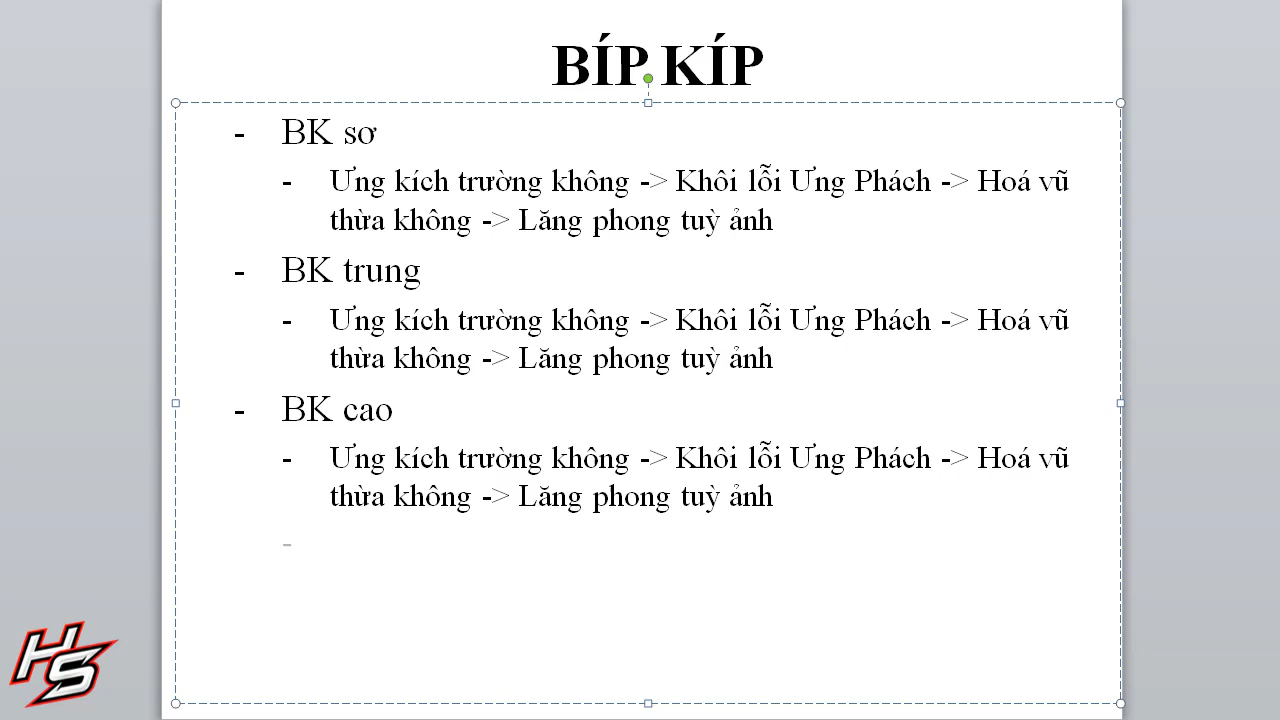 BÍP KÍP
- BK sơ
- Ưng kích trường không -> Khôi lỗi Ưng Phách -> Hoá vũ
thừa không -> Lăng phong tuỳ ảnh
- BK trung
- Ưng kích trường không -> Khôi lỗi Ưng Phách -> Hoá vũ
thừa không -> Lăng phong tuỳ ảnh
- BK cao
- Ưng kích trường không -> Khôi lỗi Ưng Phách -> Hoá vũ
thừa không -> Lăng phong tuỳ ảnh
-
HS